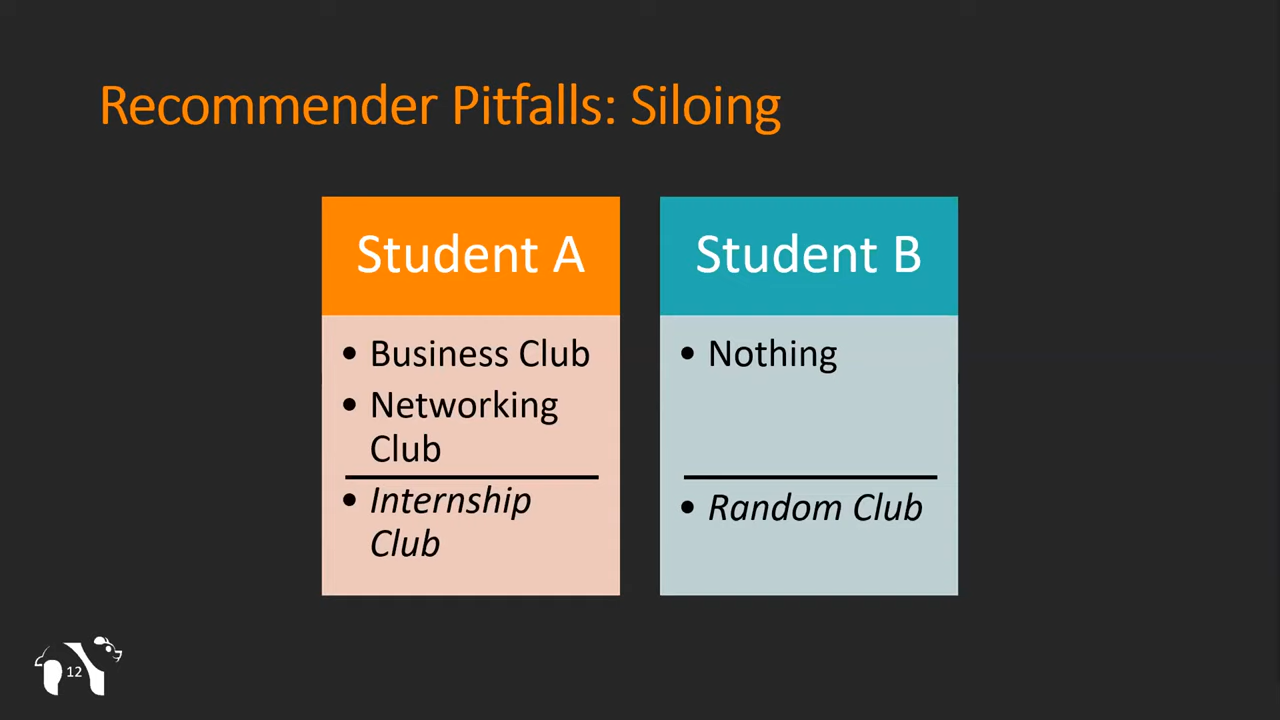 Recommender Pitfalls: Siloing
Student A
• Business Club
• Networking
Club
• Internship
Club
Student B
• Nothing
• Random Club
12